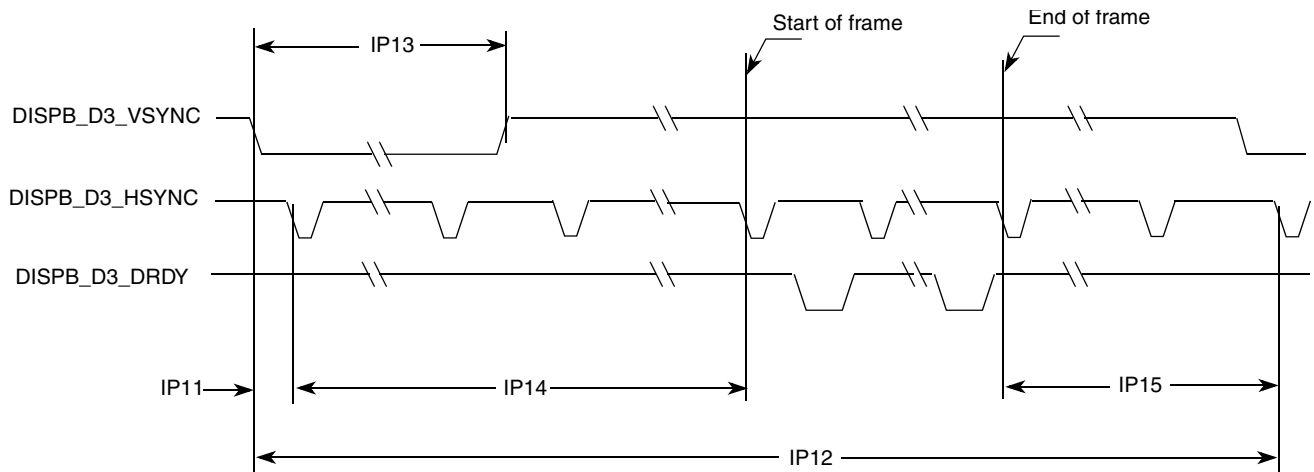 Start of frame
End of frame
IP13
DISPB_D3_VSYNC
DISPB_D3_HSYNC
DISPB_D3_DRDY
IP11
IP14
IP15
IP12